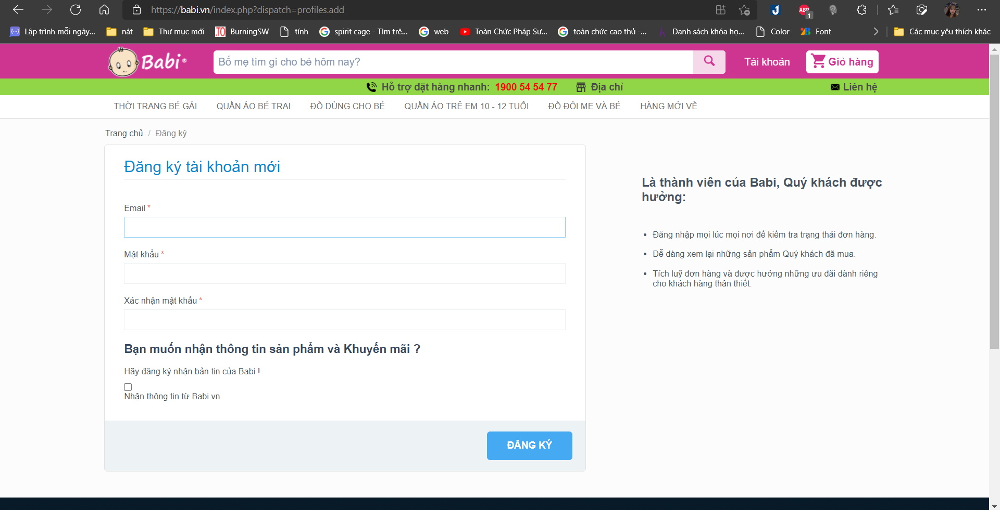 https://babi.vn/index.php?dispatch=profiles.add
ABP
1
Lập trình mỗi ngày...
nát
Thư mục mới
.TO
BurningSW
tính
spirit cage - Tìm trê...
web
Toàn Chức Pháp Sư...
toàn chức cao thủ -...
Danh sách khóa họ...
Color
Font
Các mục yêu thích khác
Babi®
Bố mẹ tìm gì cho bé hôm nay?
Tài khoản
Giỏ hàng
Hỗ trợ đặt hàng nhanh: 1900 54 54 77
Địa chỉ
Liên hệ
THỜI TRANG BÉ GÁI
QUẦN ÁO BÉ TRAI
ĐỒ DÙNG CHO BÉ
QUẦN ÁO TRẺ EM 10 - 12 TUỔI
ĐỒ ĐÔI MẸ VÀ BÉ
HÀNG MỚI VỀ
Trang chủ / Đăng ký
Đăng ký tài khoản mới
Email *
Mật khẩu *
Xác nhận mật khẩu *
Bạn muốn nhận thông tin sản phẩm và Khuyến mãi ?
Hãy đăng ký nhận bản tin của Babi !
Nhận thông tin từ Babi.vn
ĐĂNG KÝ
Là thành viên của Babi, Quý khách được
hưởng:
• Đăng nhập mọi lúc mọi nơi để kiểm tra trạng thái đơn hàng.
• Dễ dàng xem lại những sản phẩm Quý khách đã mua.
• Tích luỹ đơn hàng và được hưởng những ưu đãi dành riêng
cho khách hàng thân thiết.